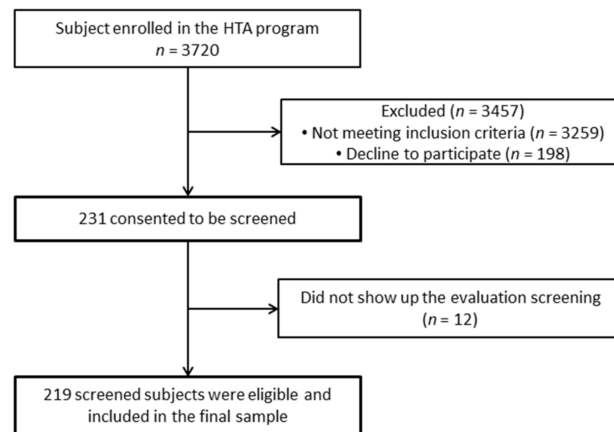 Subject enrolled in the HTA program
n = 3720
Excluded (n = 3457)
• Not meeting inclusion criteria (n = 3259)
• Decline to participate (n = 198)
231 consented to be screened
Did not show up the evaluation screening
(n = 12)
219 screened subjects were eligible and
included in the final sample